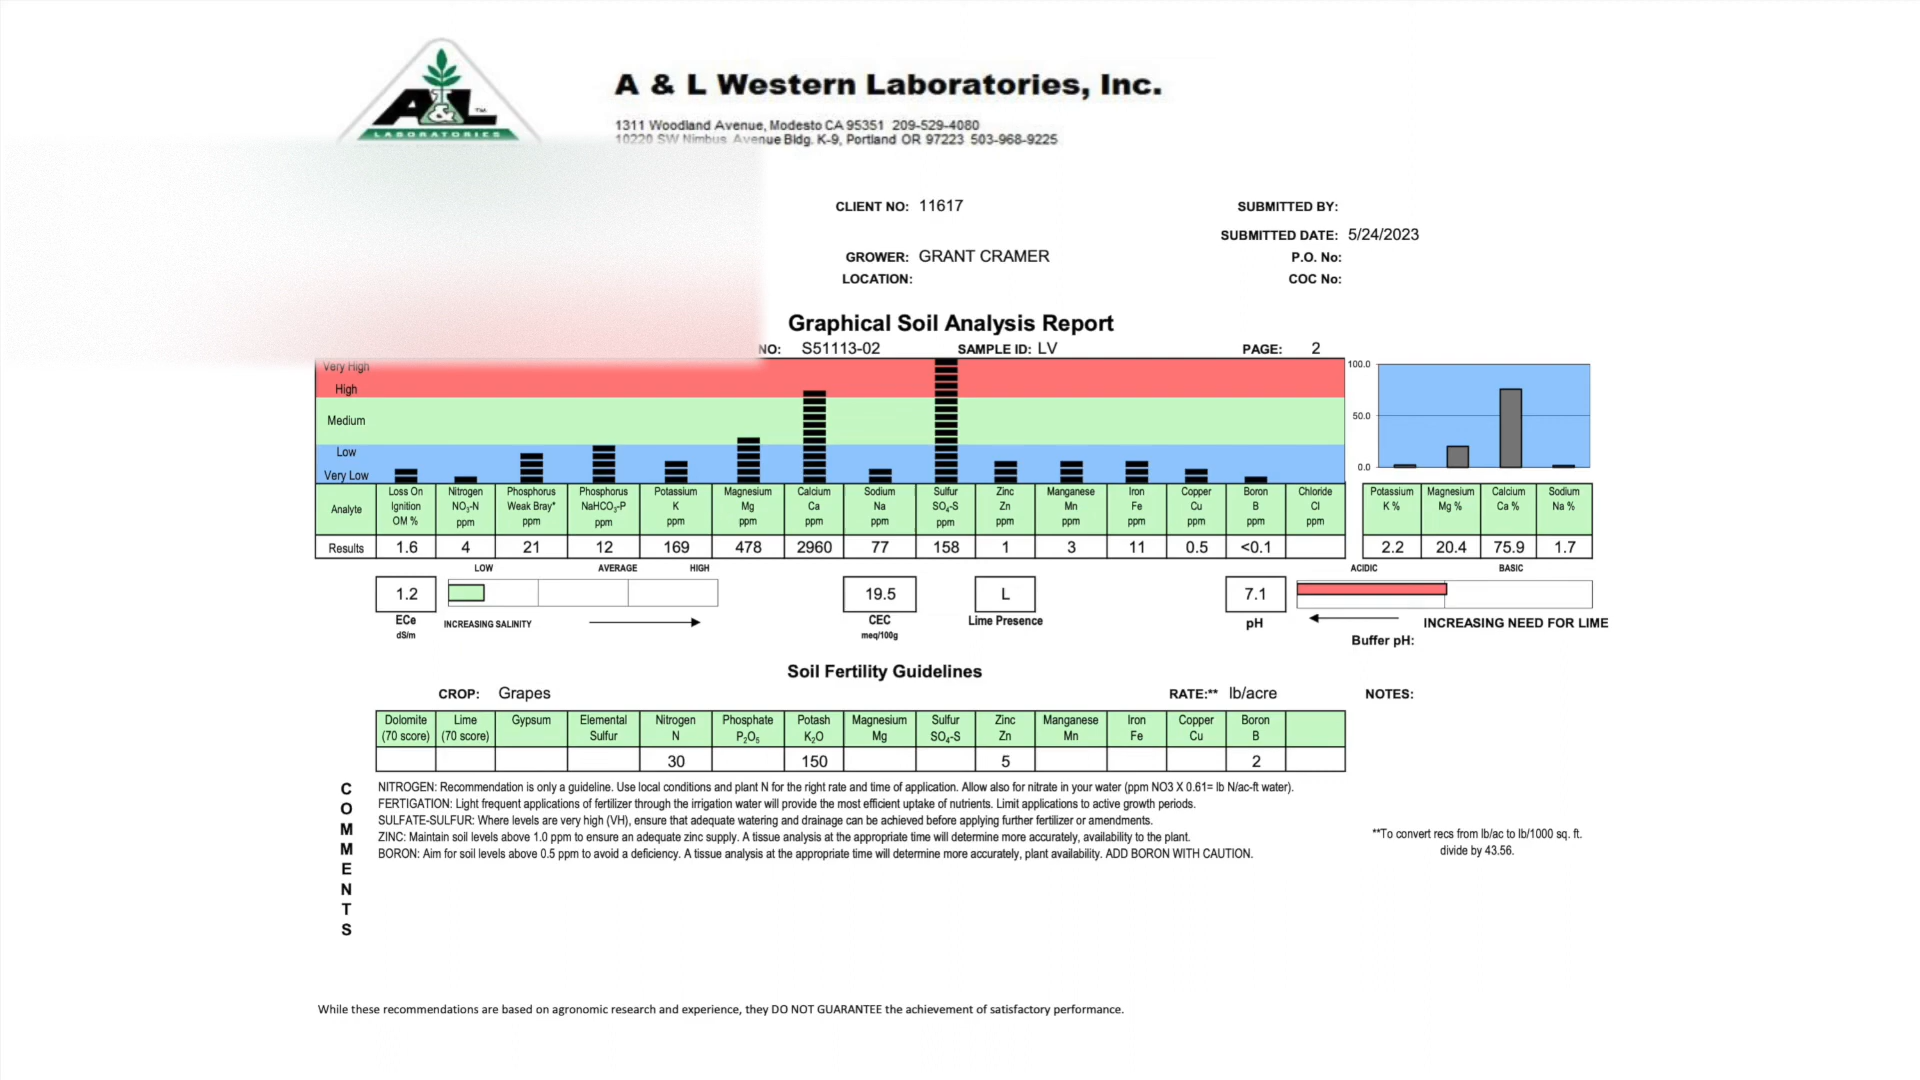 A&L
™
LABORATORIES
A & L Western Laboratories, Inc.
1311 Woodland Avenue, Modesto CA 95351 209-529-4080
10220 SW Nimbus Avenue Bldg. K-9, Portland OR 97223 503-968-9225
CLIENT NO: 11617
SUBMITTED BY:
SUBMITTED DATE: 5/24/2023
GROWER: GRANT CRAMER
P.O. No:
LOCATION:
COC No:
Graphical Soil Analysis Report
NO: S51113-02 SAMPLE ID: LV PAGE: 2
Very High
High
Medium
Low
Very Low
100.0
50.0
0.0
Analyte
Loss On Ignition OM %
Nitrogen NO3-N ppm
Phosphorus Weak Bray* ppm
Phosphorus NaHCO3-P ppm
Potassium K ppm
Magnesium Mg ppm
Calcium Ca ppm
Sodium Na ppm
Sulfur SO4-S ppm
Zinc Zn ppm
Manganese Mn ppm
Iron Fe ppm
Copper Cu ppm
Boron B ppm
Chloride Cl ppm
Potassium K %
Magnesium Mg %
Calcium Ca %
Sodium Na %
Results 1.6 4 21 12 169 478 2960 77 158 1 3 11 0.5 <0.1 2.2 20.4 75.9 1.7
LOW AVERAGE HIGH ACIDIC BASIC
1.2 19.5 L 7.1
ECe dS/m
INCREASING SALINITY
CEC meq/100g
Lime Presence
pH
INCREASING NEED FOR LIME
Buffer pH:
Soil Fertility Guidelines
CROP: Grapes RATE:** lb/acre NOTES:
Dolomite (70 score)
Lime (70 score)
Gypsum
Elemental Sulfur
Nitrogen N
Phosphate P2O5
Potash K2O
Magnesium Mg
Sulfur SO4-S
Zinc Zn
Manganese Mn
Iron Fe
Copper Cu
Boron B
30 150 5 2
COMMENTS
NITROGEN: Recommendation is only a guideline. Use local conditions and plant N for the right rate and time of application. Allow also for nitrate in your water (ppm NO3 X 0.61= lb N/ac-ft water).
FERTIGATION: Light frequent applications of fertilizer through the irrigation water will provide the most efficient uptake of nutrients. Limit applications to active growth periods.
SULFATE-SULFUR: Where levels are very high (VH), ensure that adequate watering and drainage can be achieved before applying further fertilizer or amendments.
ZINC: Maintain soil levels above 1.0 ppm to ensure an adequate zinc supply. A tissue analysis at the appropriate time will determine more accurately, availability to the plant.
BORON: Aim for soil levels above 0.5 ppm to avoid a deficiency. A tissue analysis at the appropriate time will determine more accurately, plant availability. ADD BORON WITH CAUTION.
**To convert recs from lb/ac to lb/1000 sq. ft.
divide by 43.56.
While these recommendations are based on agronomic research and experience, they DO NOT GUARANTEE the achievement of satisfactory performance.